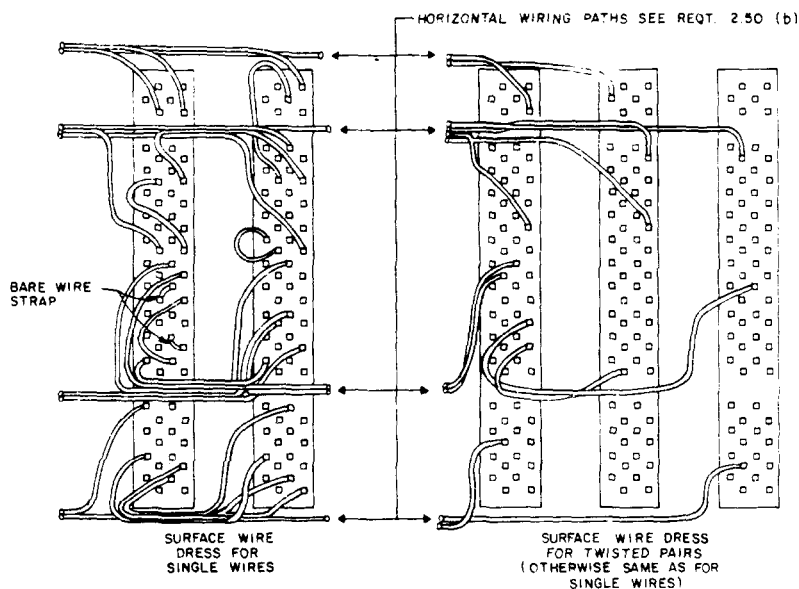 HORIZONTAL WIRING PATHS SEE REQT. 2.50 (b)
BARE WIRE
STRAP
SURFACE WIRE
DRESS FOR
SINGLE WIRES
SURFACE WIRE DRESS
FOR TWISTED PAIRS
(OTHERWISE SAME AS FOR
SINGLE WIRES)